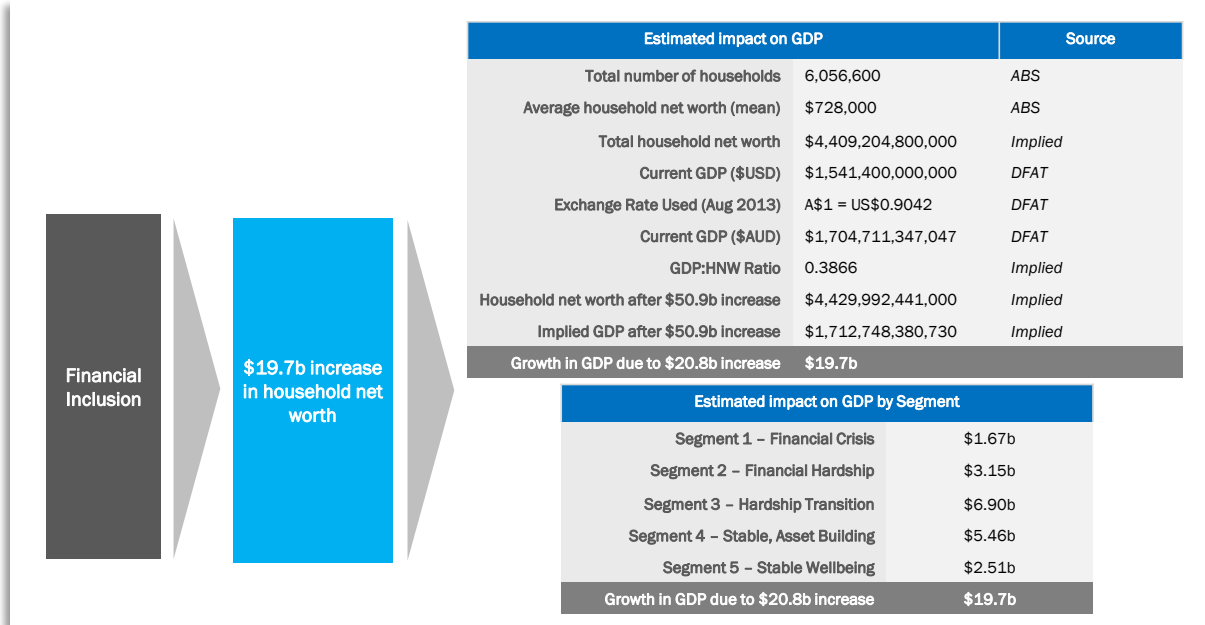 Financial
Inclusion
$19.7b increase
in household net
worth
Estimated impact on GDP Source
Total number of households 6,056,600 ABS
Average household net worth (mean) $728,000 ABS
Total household net worth $4,409,204,800,000 Implied
Current GDP ($USD) $1,541,400,000,000 DFAT
Exchange Rate Used (Aug 2013) A$1 = US$0.9042 DFAT
Current GDP ($AUD) $1,704,711,347,047 DFAT
GDP:HNW Ratio 0.3866 Implied
Household net worth after $50.9b increase $4,429,992,441,000 Implied
Implied GDP after $50.9b increase $1,712,748,380,730 Implied
Growth in GDP due to $20.8b increase $19.7b
Estimated impact on GDP by Segment
Segment 1 – Financial Crisis $1.67b
Segment 2 – Financial Hardship $3.15b
Segment 3 – Hardship Transition $6.90b
Segment 4 – Stable, Asset Building $5.46b
Segment 5 – Stable Wellbeing $2.51b
Growth in GDP due to $20.8b increase $19.7b